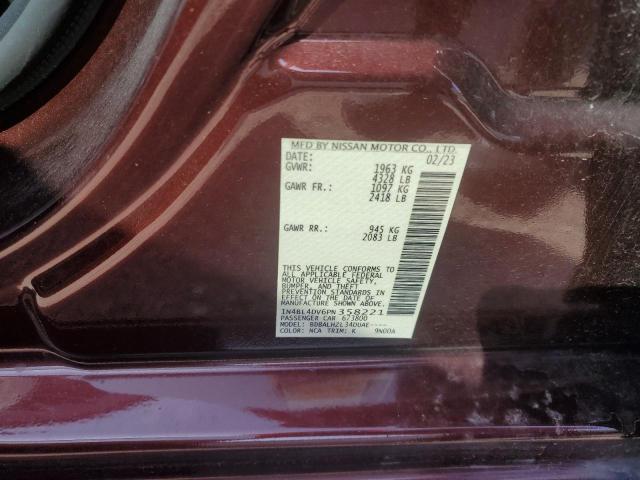 MFD BY NISSAN MOTOR CO., LTD.
DATE: 02/23
GVWR: 1963 KG
4328 LB
GAWR FR.: 1097 KG
2418 LB
GAWR RR.: 945 KG
2083 LB
THIS VEHICLE CONFORMS TO
ALL APPLICABLE FEDERAL
MOTOR VEHICLE SAFETY,
BUMPER, AND THEFT
PREVENTION STANDARDS IN
EFFECT ON THE DATE OF
MANUFACTURE SHOWN ABOVE.
1N4BL4DV6PN358221
PASSENGER CAR 673800
MODEL: BDBALHZL34DUAE----
COLOR: NCA TRIM: K 9N00A